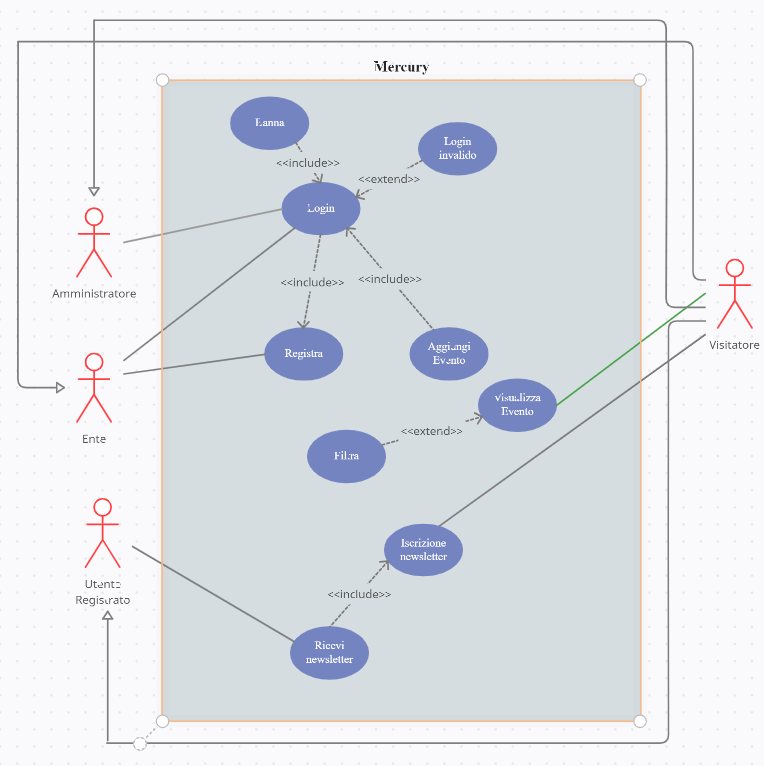 Mercury
Banna
Login
invalido
<<include>>
<<extend>>
Login
Amministratore
<<include>>
<<include>>
Registra
Aggiungi
Evento
Visitatore
Ente
Visualizza
Evento
<<extend>>
Filtra
Iscrizione
newsletter
Utente
Registrato
<<include>>
Ricevi
newsletter